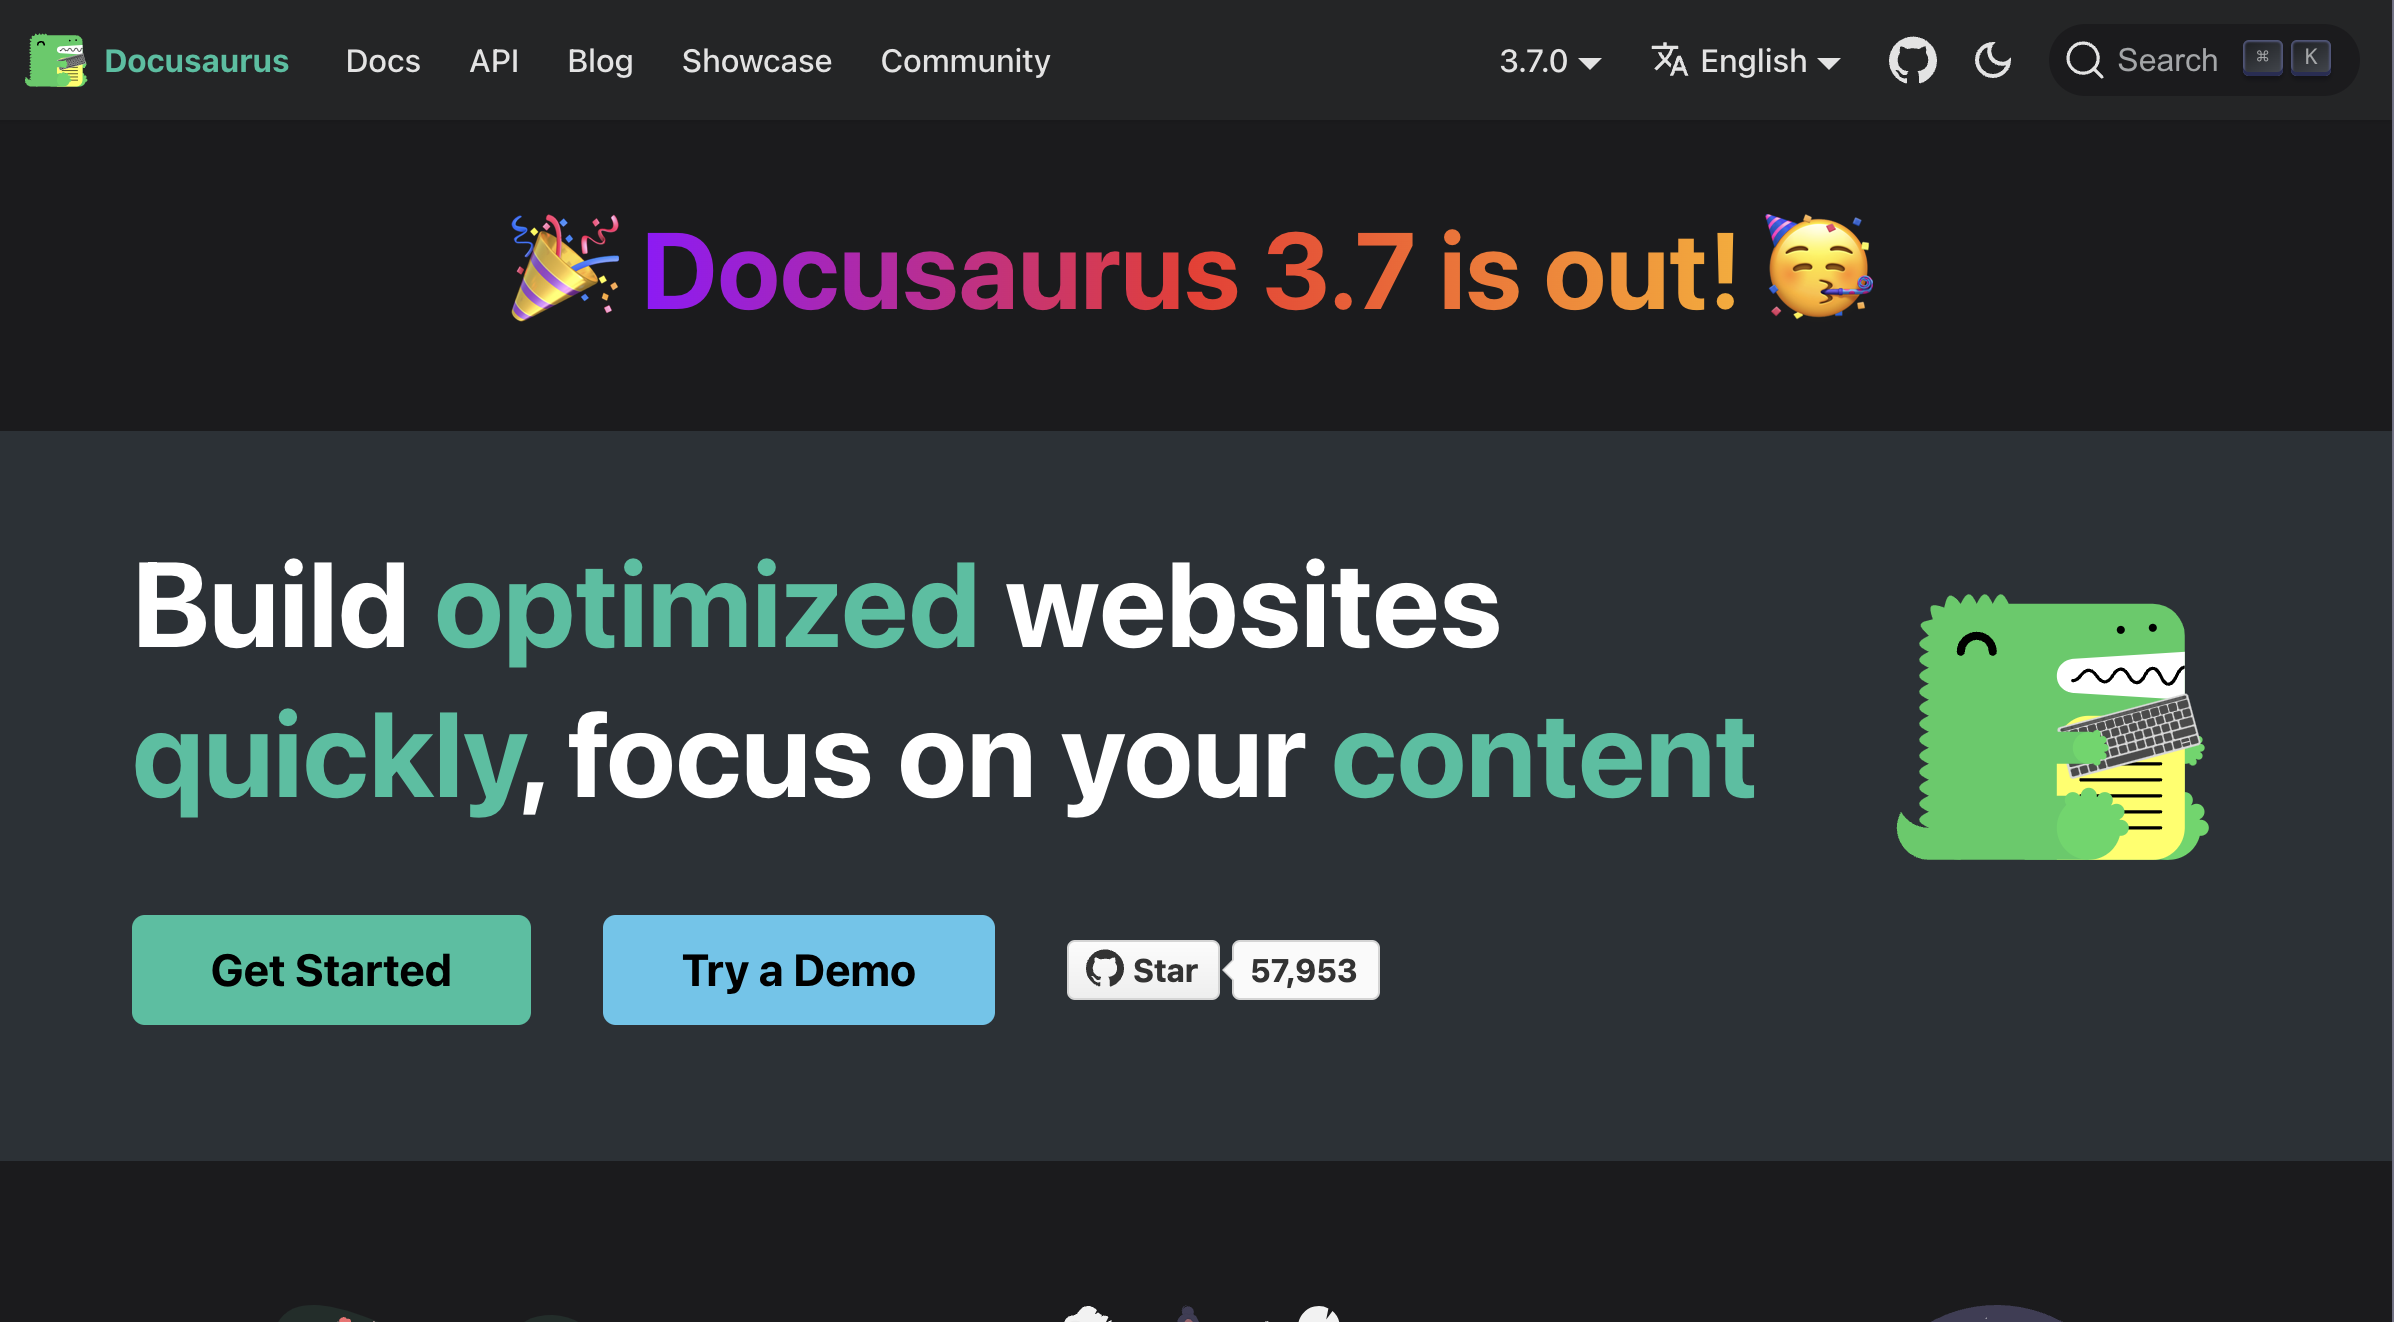 Docusaurus Docs API Blog Showcase Community 3.7.0 English Search ⌘ K
🎉 Docusaurus 3.7 is out! 🥳
Build optimized websites
quickly, focus on your content
Get Started Try a Demo Star 57,953